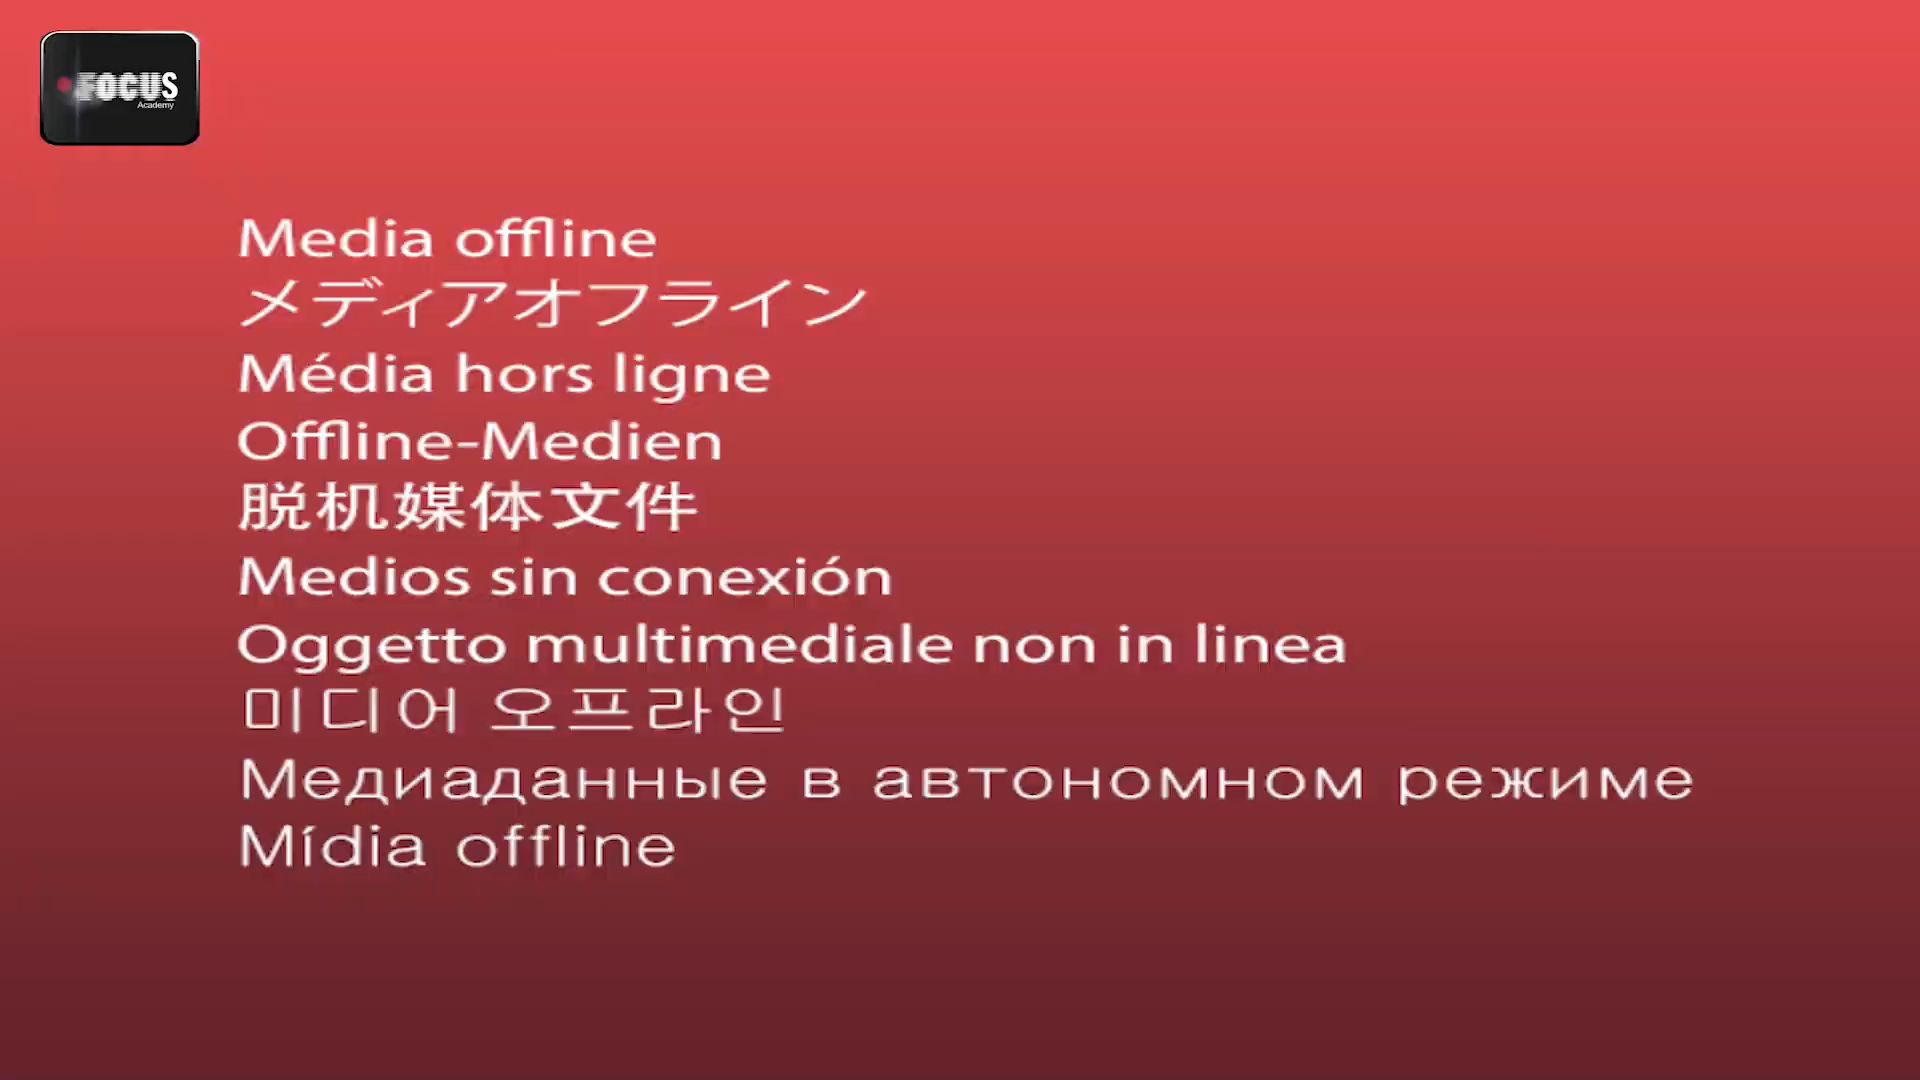 FOCUS
Academy
Media offline
メディアオフライン
Média hors ligne
Offline-Medien
脱机媒体文件
Medios sin conexión
Oggetto multimediale non in linea
미디어 오프라인
Медиаданные в автономном режиме
Mídia offline